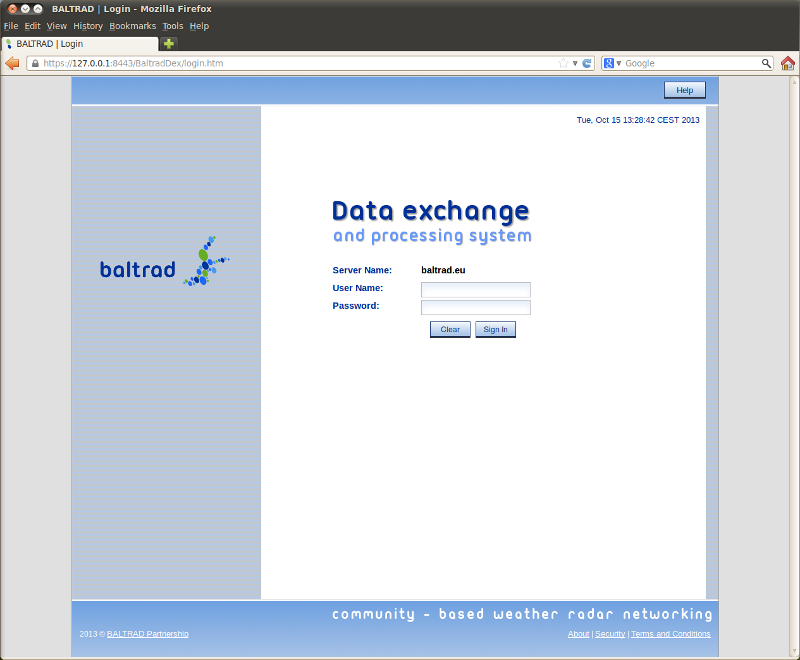 BALTRAD | Login - Mozilla Firefox
File Edit View History Bookmarks Tools Help
BALTRAD | Login
https://127.0.0.1:8443/BaltradDex/login.htm
Google
Help
Tue, Oct 15 13:28:42 CEST 2013
Data exchange
and processing system
baltrad
Server Name: baltrad.eu
User Name:
Password:
Clear Sign In
community - based weather radar networking
2013 © BALTRAD Partnership
About | Security | Terms and Conditions